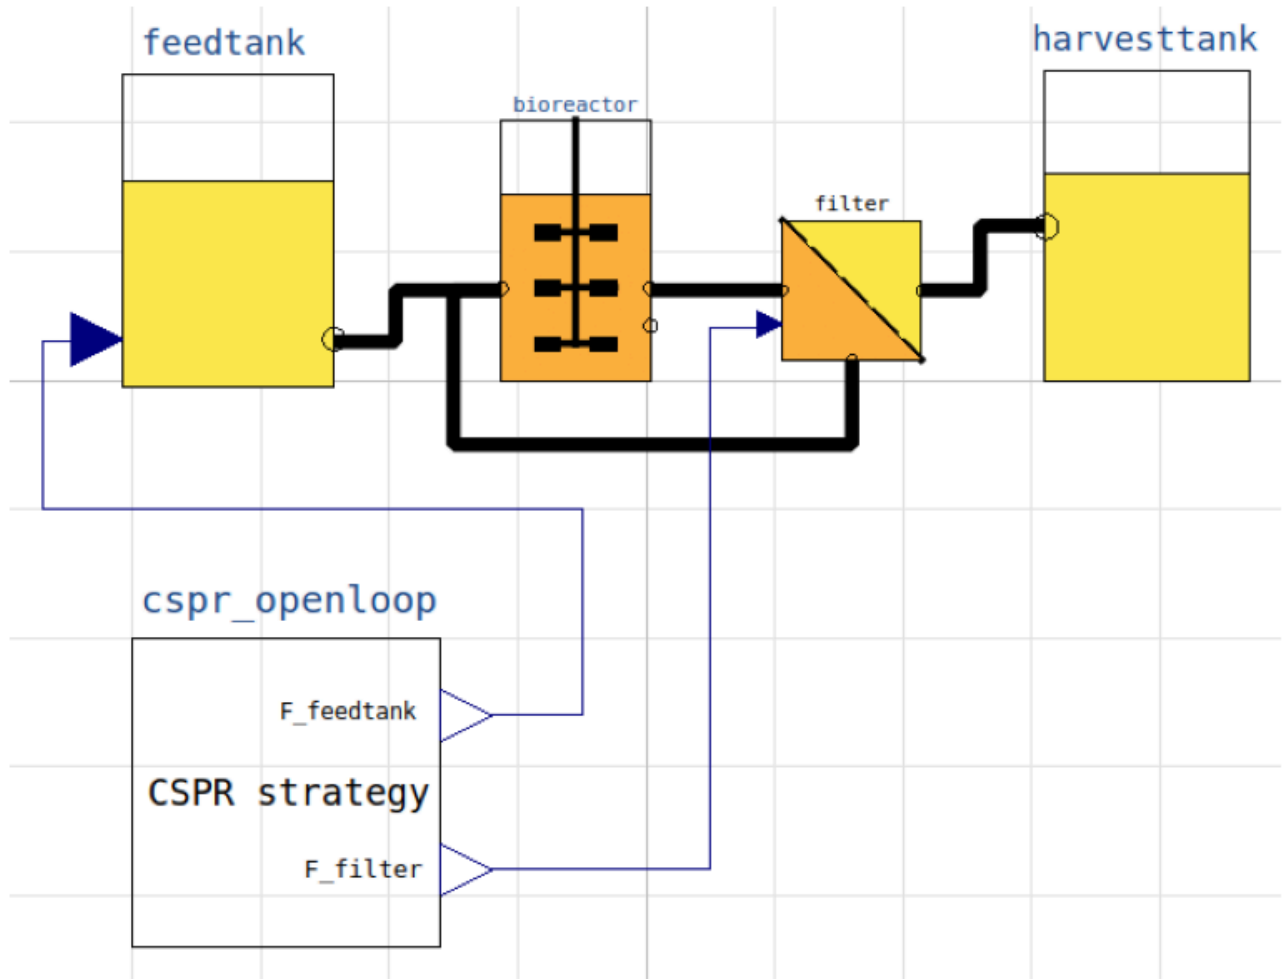 feedtank
harvesttank
bioreactor
filter
cspr_openloop
F_feedtank
CSPR strategy
F_filter